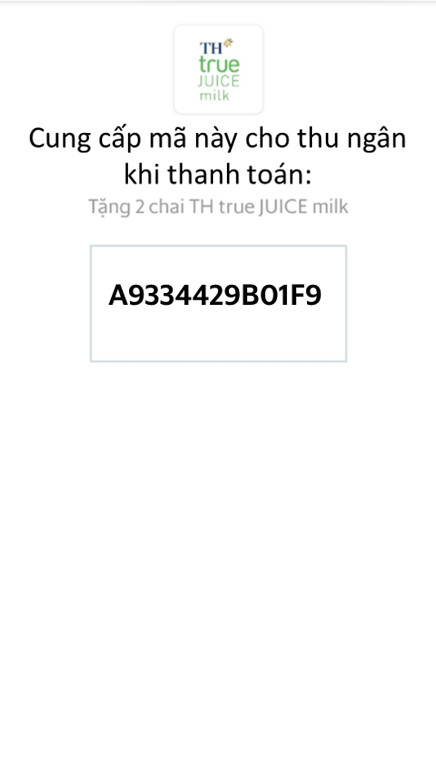 TH
true
JUICE
milk
Cung cấp mã này cho thu ngân
khi thanh toán:
Tặng 2 chai TH true JUICE milk
A9334429B01F9